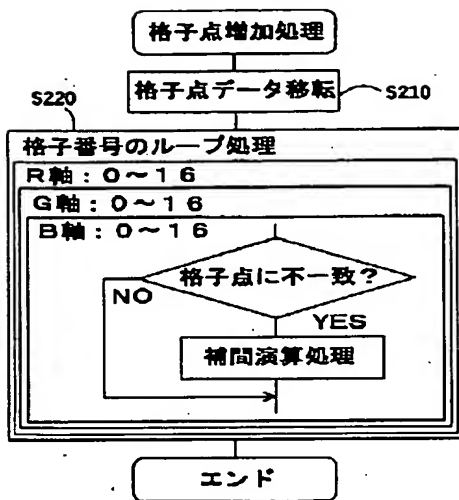 格子点増加処理
格子点データ移転
S210
S220
格子番号のループ処理
R軸：0～16
G軸：0～16
B軸：0～16
格子点に不一致？
NO
YES
補間演算処理
エンド